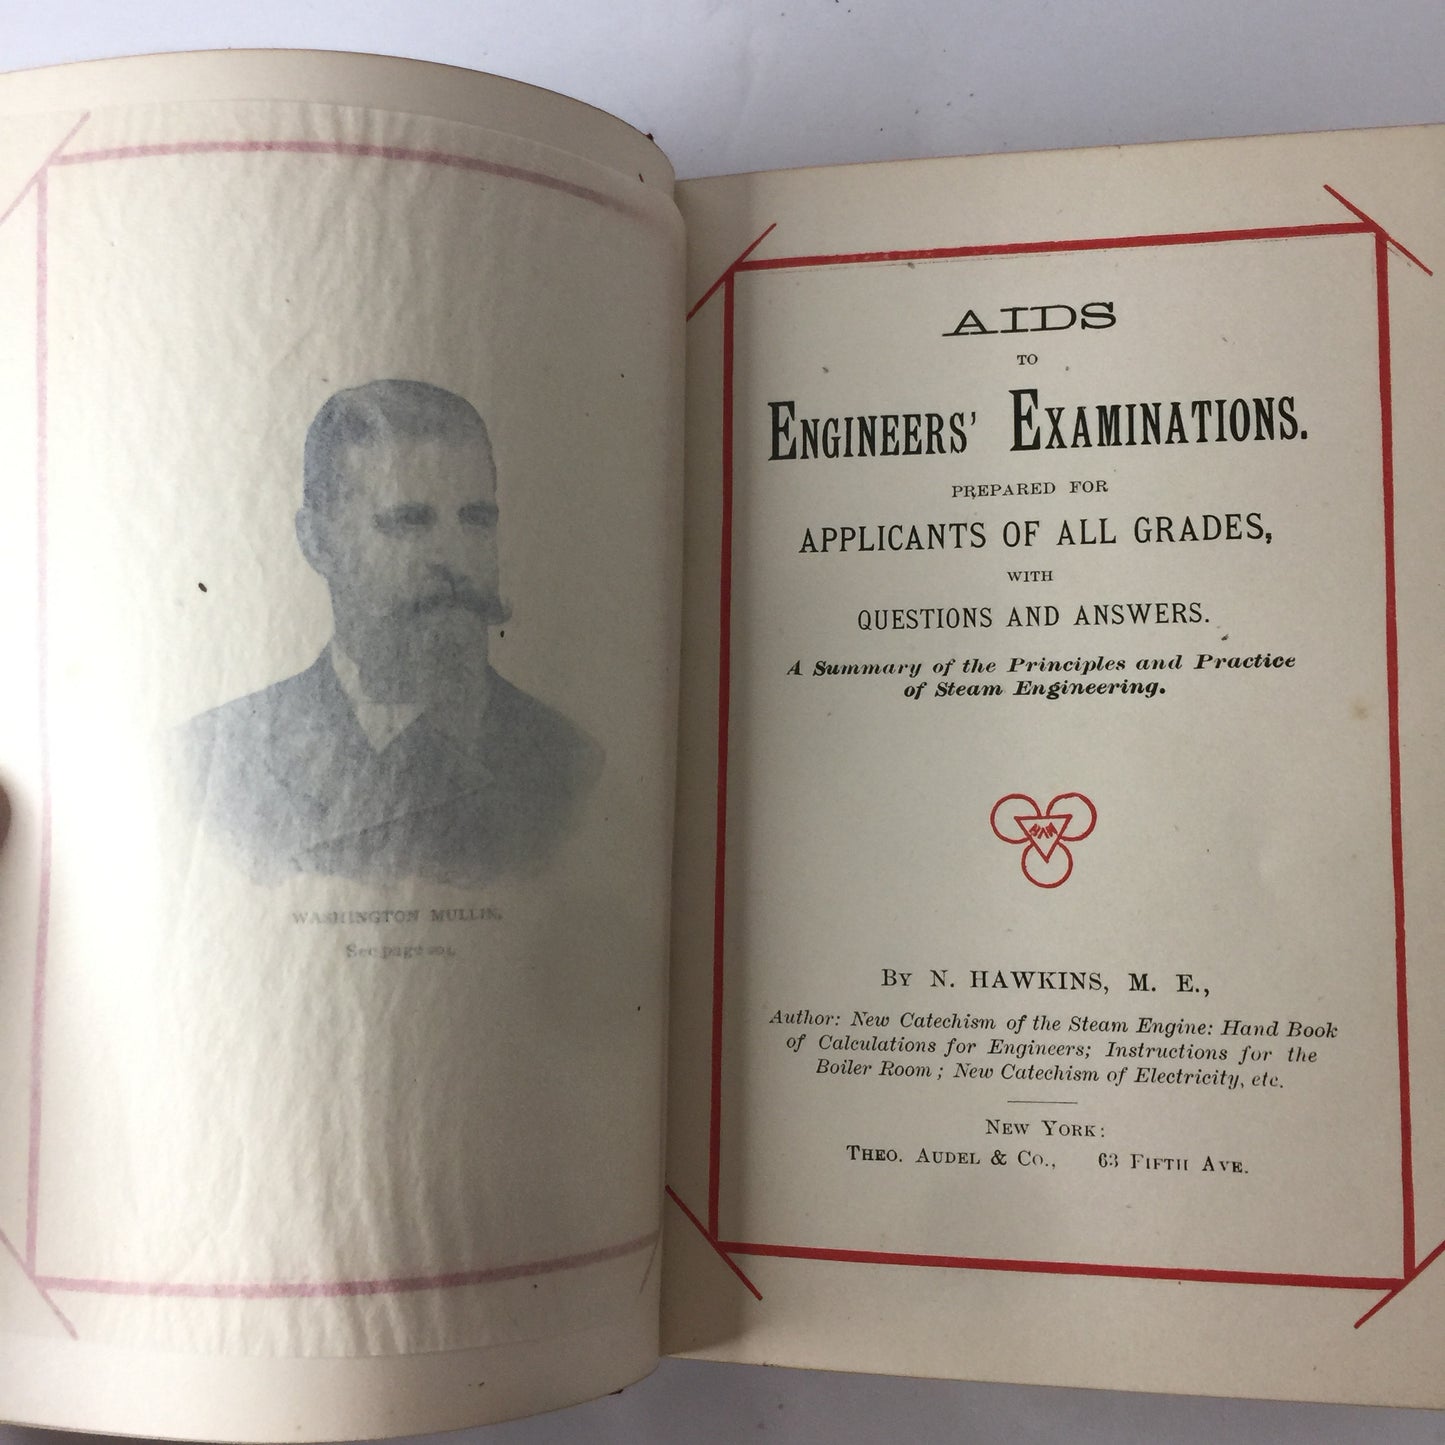 WASHINGTON MULLIN.
See page
AIDS
TO
ENGINEERS' EXAMINATIONS.
PREPARED FOR
APPLICANTS OF ALL GRADES,
WITH
QUESTIONS AND ANSWERS.
A Summary of the Principles and Practice
of Steam Engineering.
By N. HAWKINS, M. E.,
Author: New Catechism of the Steam Engine: Hand Book
of Calculations for Engineers; Instructions for the
Boiler Room; New Catechism of Electricity, etc.
NEW YORK:
THEO. AUDEL & CO., 63 FIFTH AVE.